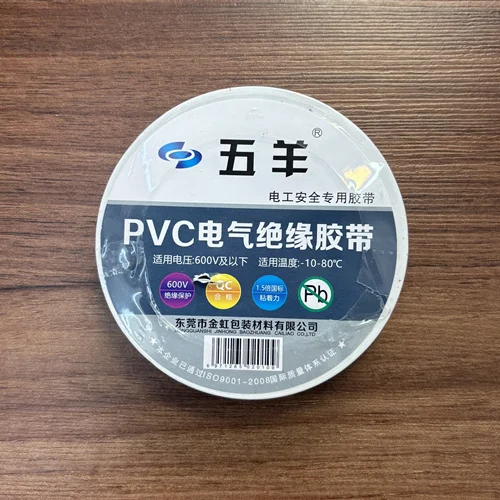 五羊®
电工安全专用胶带
PVC电气绝缘胶带
适用电压:600V及以下 适用温度:-10-80℃
600V
绝缘保护
QC
合格
1.5倍国标
粘着力
Pb
东莞市金虹包装材料有限公司
DONGGUANSHI JINHONG BAOZHUANG CAILIAO CO.,LTD
★本企业已通过ISO9001-2008国际质量体系认证★